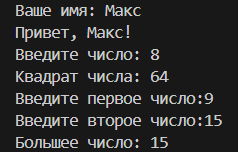 Ваше имя: Макс
Привет, Макс!
Введите число: 8
Квадрат числа: 64
Введите первое число:9
Введите второе число:15
Большее число: 15